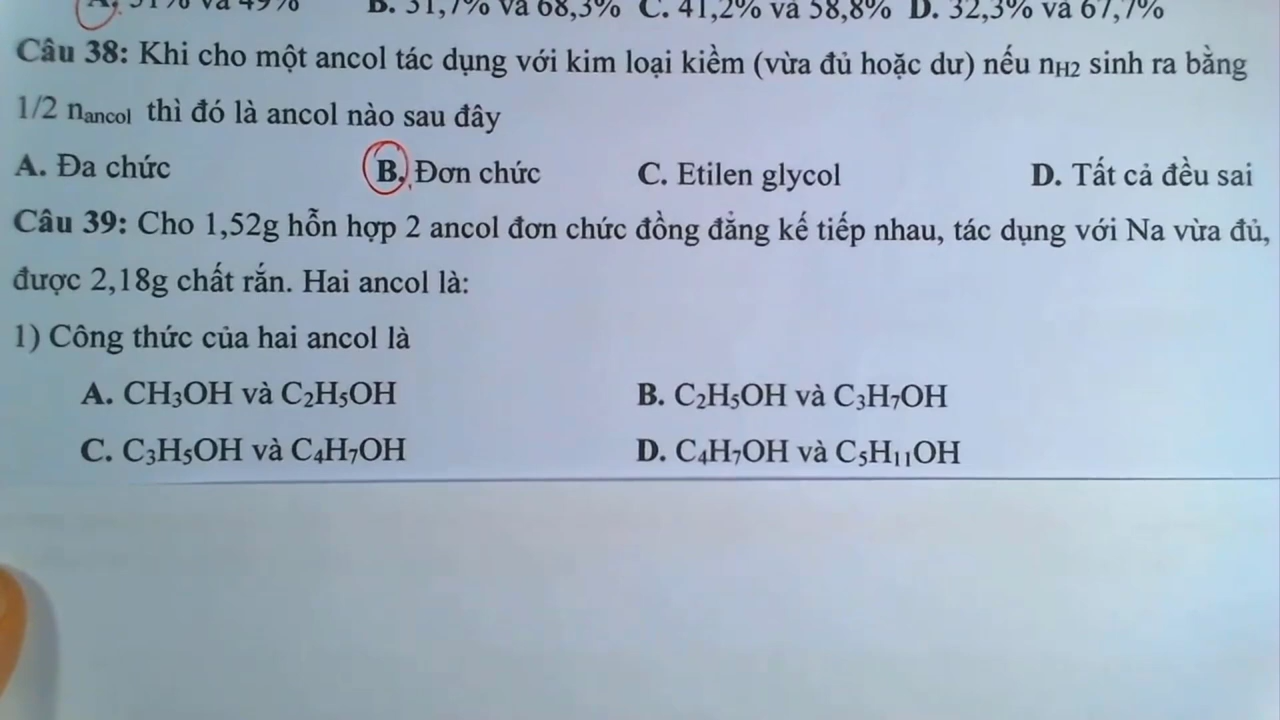 A. 51% và 49% B. 31,7% và 68,3% C. 41,2% và 58,8% D. 32,3% và 67,7%
Câu 38: Khi cho một ancol tác dụng với kim loại kiềm (vừa đủ hoặc dư) nếu nH2 sinh ra bằng
1/2 nancol thì đó là ancol nào sau đây
A. Đa chức B. Đơn chức C. Etilen glycol D. Tất cả đều sai
Câu 39: Cho 1,52g hỗn hợp 2 ancol đơn chức đồng đẳng kế tiếp nhau, tác dụng với Na vừa đủ,
được 2,18g chất rắn. Hai ancol là:
1) Công thức của hai ancol là
A. CH3OH và C2H5OH B. C2H5OH và C3H7OH
C. C3H5OH và C4H7OH D. C4H7OH và C5H11OH